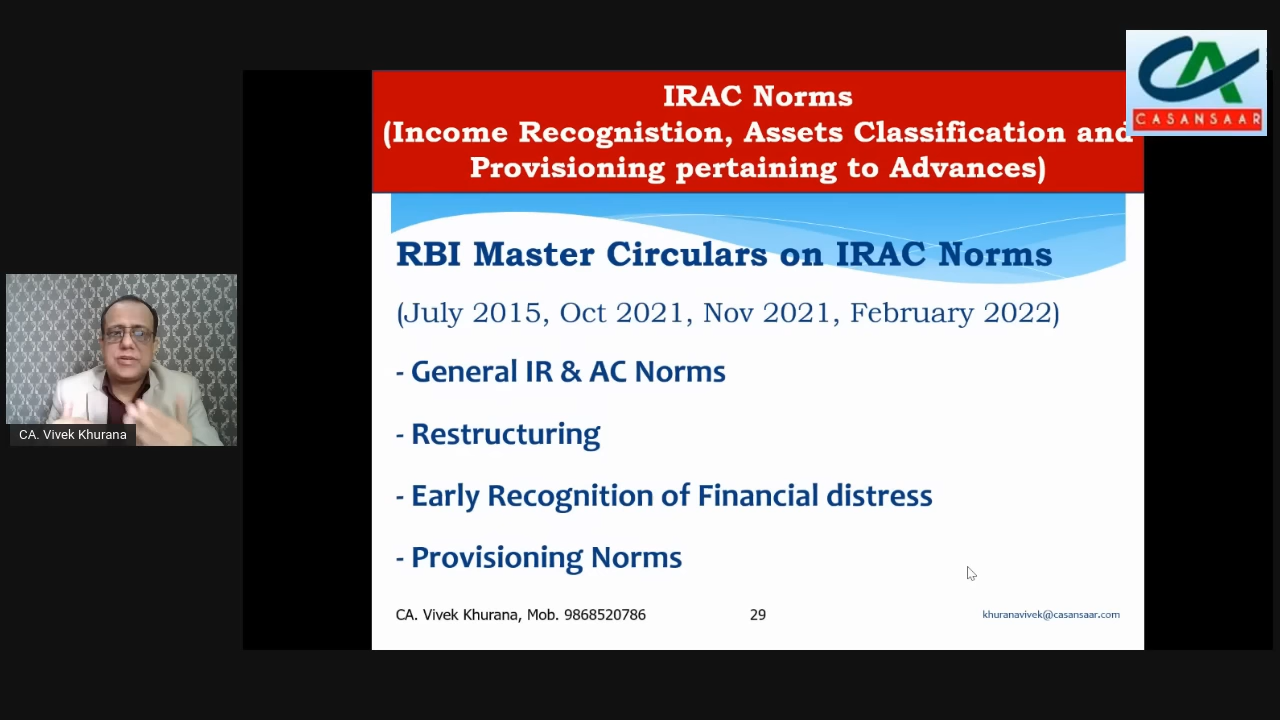 CASANSAAR
IRAC Norms
(Income Recognistion, Assets Classification and
Provisioning pertaining to Advances)
RBI Master Circulars on IRAC Norms
(July 2015, Oct 2021, Nov 2021, February 2022)
- General IR & AC Norms
- Restructuring
- Early Recognition of Financial distress
- Provisioning Norms
CA. Vivek Khurana, Mob. 9868520786
29
khuranavivek@casansaar.com
CA. Vivek Khurana